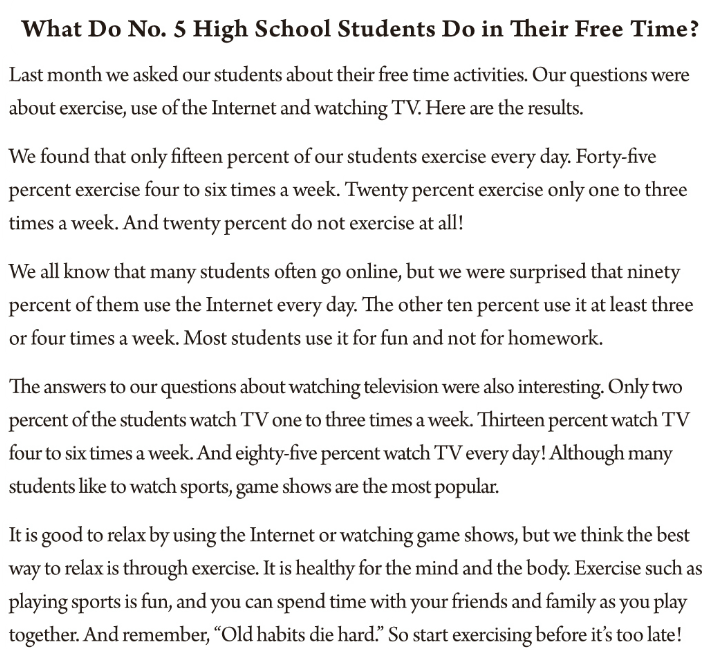 What Do No. 5 High School Students Do in Their Free Time?
Last month we asked our students about their free time activities. Our questions were
about exercise, use of the Internet and watching TV. Here are the results.
We found that only fifteen percent of our students exercise every day. Forty-five
percent exercise four to six times a week. Twenty percent exercise only one to three
times a week. And twenty percent do not exercise at all!
We all know that many students often go online, but we were surprised that ninety
percent of them use the Internet every day. The other ten percent use it at least three
or four times a week. Most students use it for fun and not for homework.
The answers to our questions about watching television were also interesting. Only two
percent of the students watch TV one to three times a week. Thirteen percent watch TV
four to six times a week. And eighty-five percent watch TV every day! Although many
students like to watch sports, game shows are the most popular.
It is good to relax by using the Internet or watching game shows, but we think the best
way to relax is through exercise. It is healthy for the mind and the body. Exercise such as
playing sports is fun, and you can spend time with your friends and family as you play
together. And remember, “Old habits die hard.” So start exercising before it’s too late!